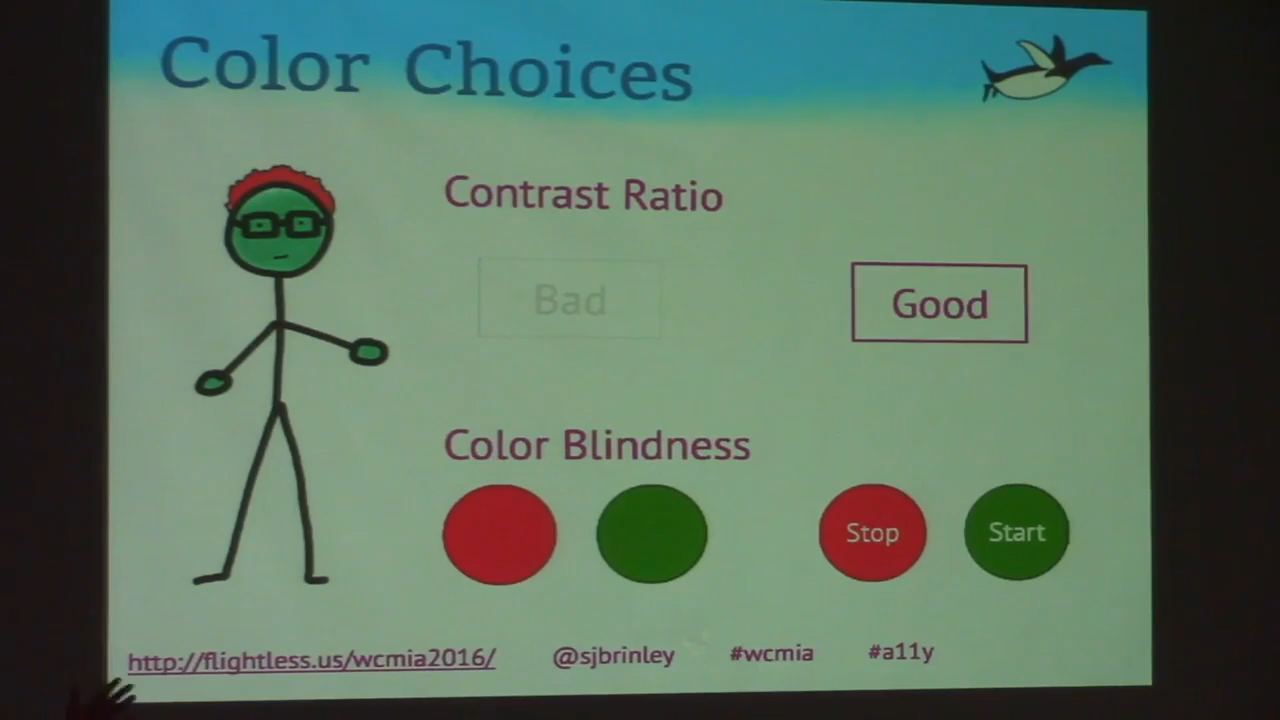 Color Choices
Contrast Ratio
Bad
Good
Color Blindness
Stop
Start
http://flightless.us/wcmia2016/ @sjbrinley #wcmia #a11y